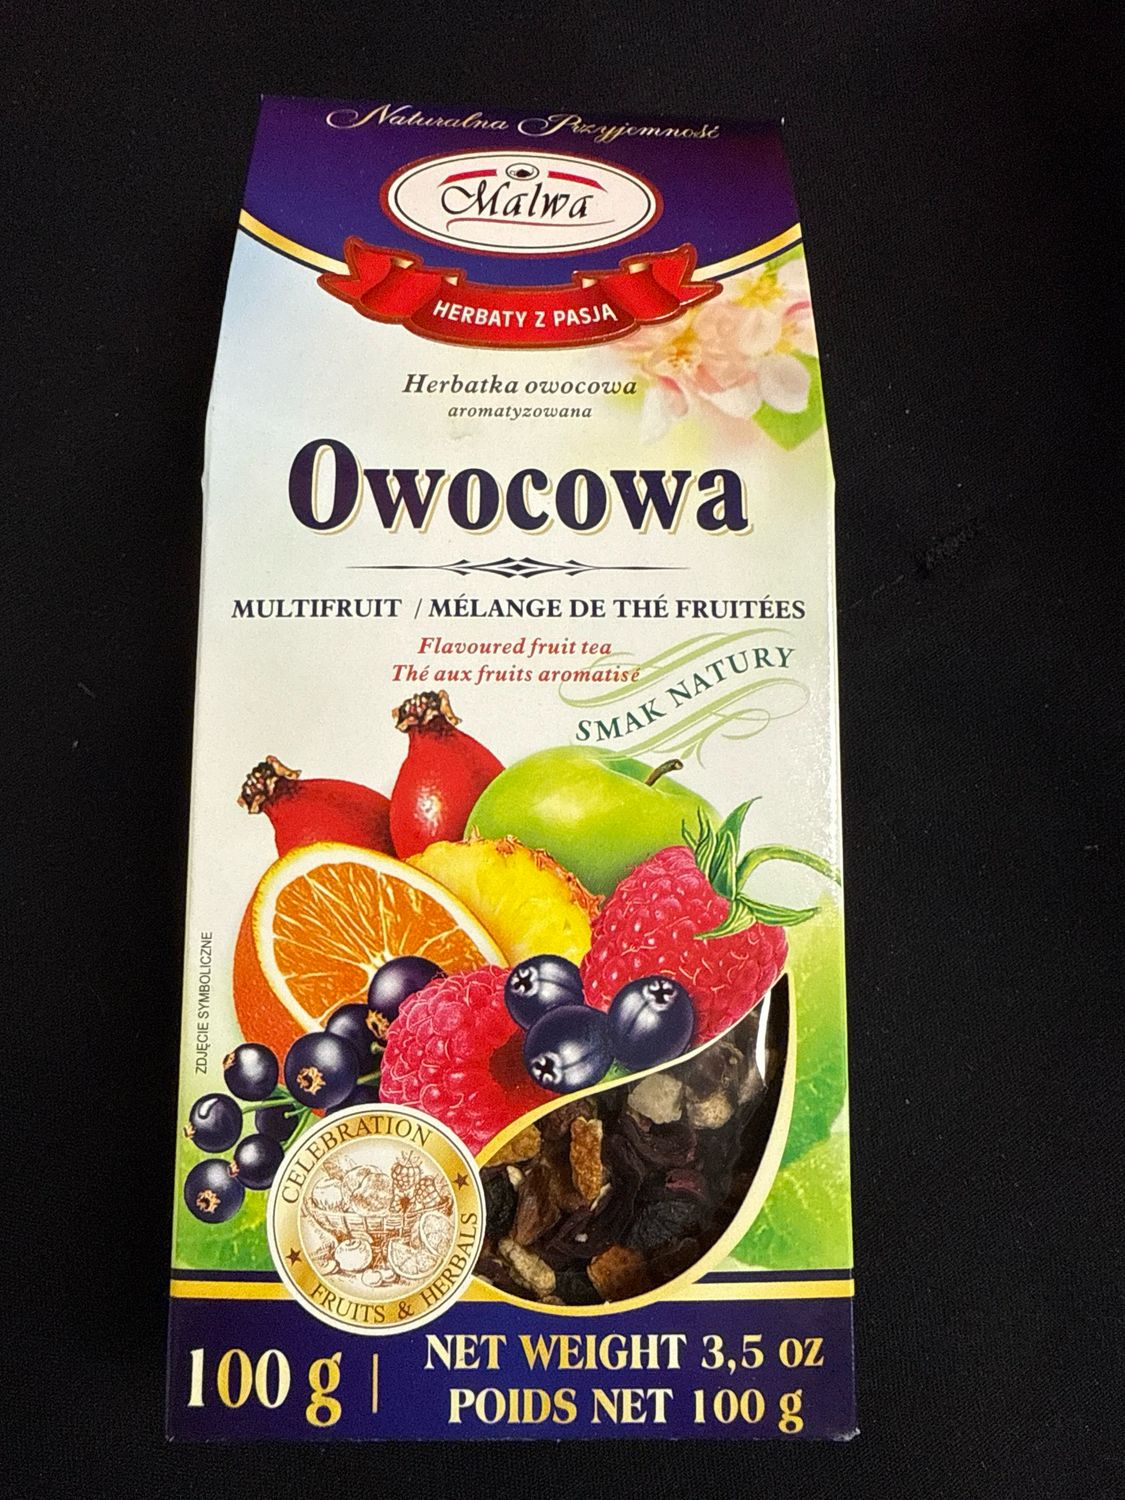 Naturalna Przyjemność
Malwa
HERBATY Z PASJĄ
Herbatka owocowa
aromatyzowana
Owocowa
MULTIFRUIT / MÉLANGE DE THÉ FRUITÉES
Flavoured fruit tea
Thé aux fruits aromatisé
SMAK NATURY
ZDJĘCIE SYMBOLICZNE
CELEBRATION
FRUITS & HERBALS
100 g
NET WEIGHT 3,5 oz
POIDS NET 100 g